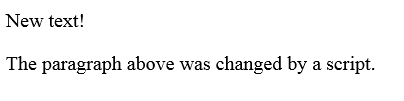 New text!
The paragraph above was changed by a script.